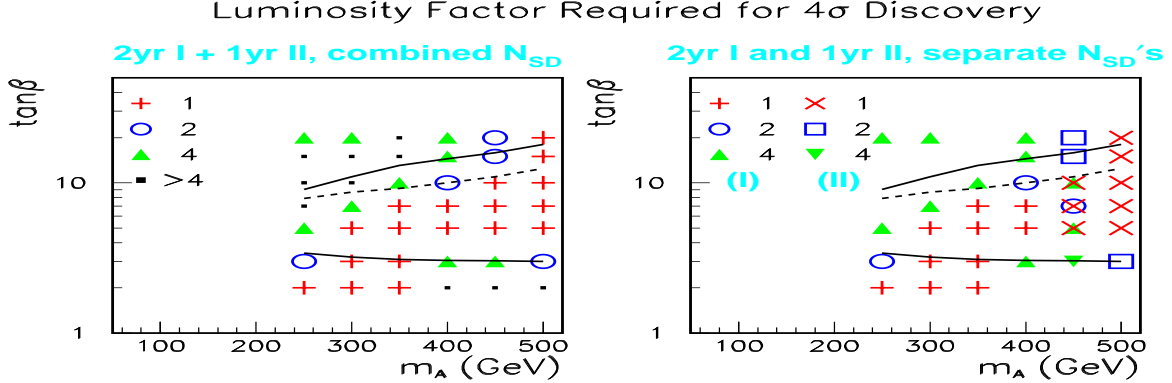 Luminosity Factor Required for 4σ Discovery
2yr I + 1yr II, combined N_SD
tanβ
1
2
4
>4
10
1
100 200 300 400 500
m_A (GeV)
2yr I and 1yr II, separate N_SD's
tanβ
1 1
2 2
4 4
(I) (II)
10
1
100 200 300 400 500
m_A (GeV)